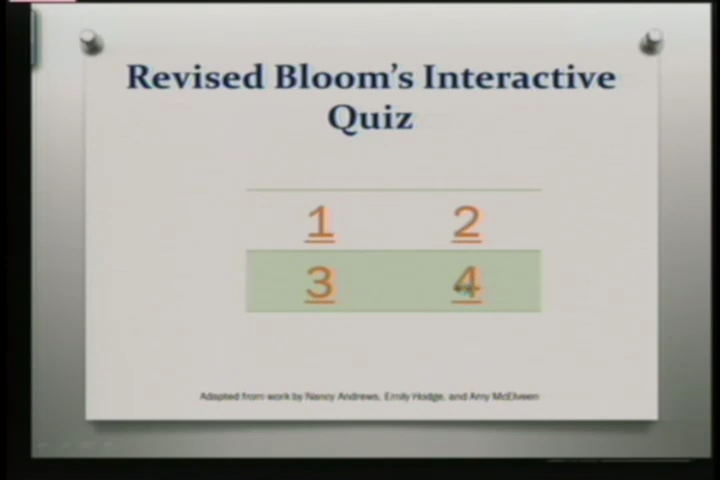 Revised Bloom's Interactive
Quiz
1 2
3 4
Adapted from work by Nancy Andrews, Emily Hodge, and Amy McElveen